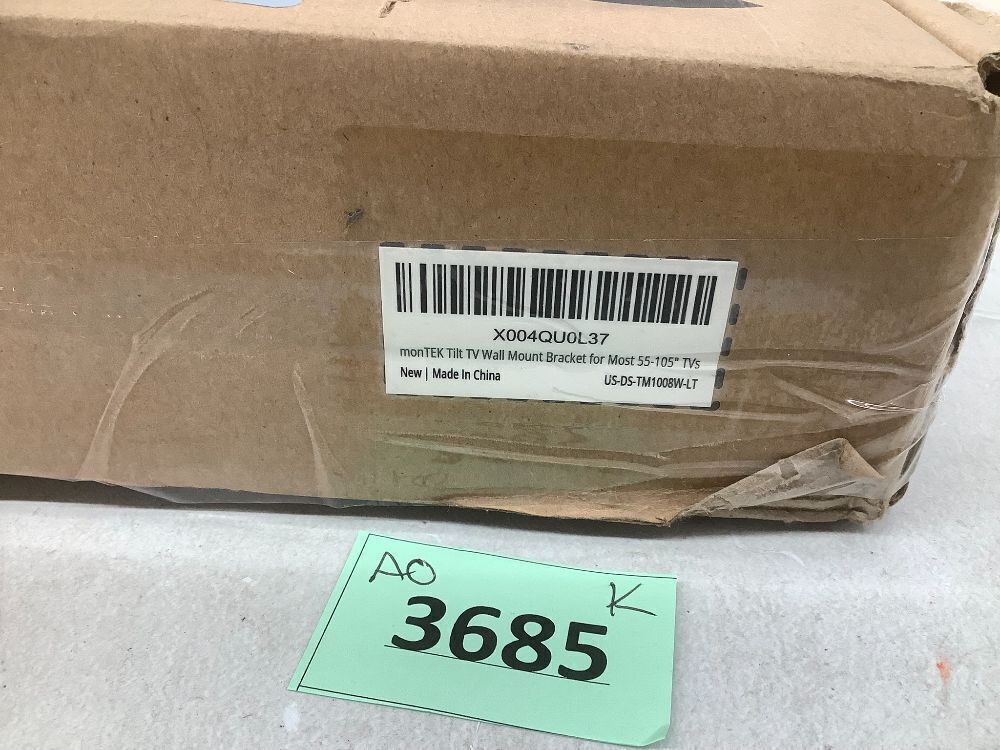 X004QU0L37
monTEK Tilt TV Wall Mount Bracket for Most 55-105" TVs
New | Made In China US-DS-TM1008W-LT
AO K
3685